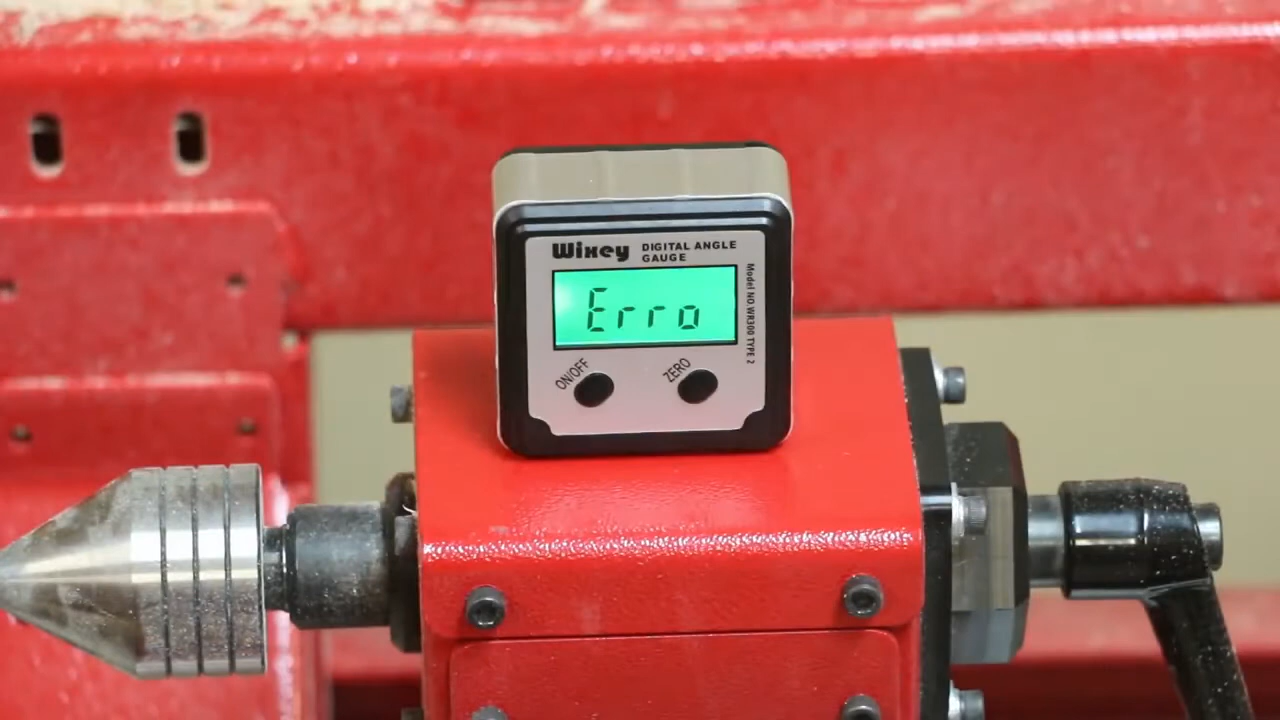 Wixey
DIGITAL ANGLE
GAUGE
Model NO.WR300 TYPE 2
Erro
ON/OFF
ZERO